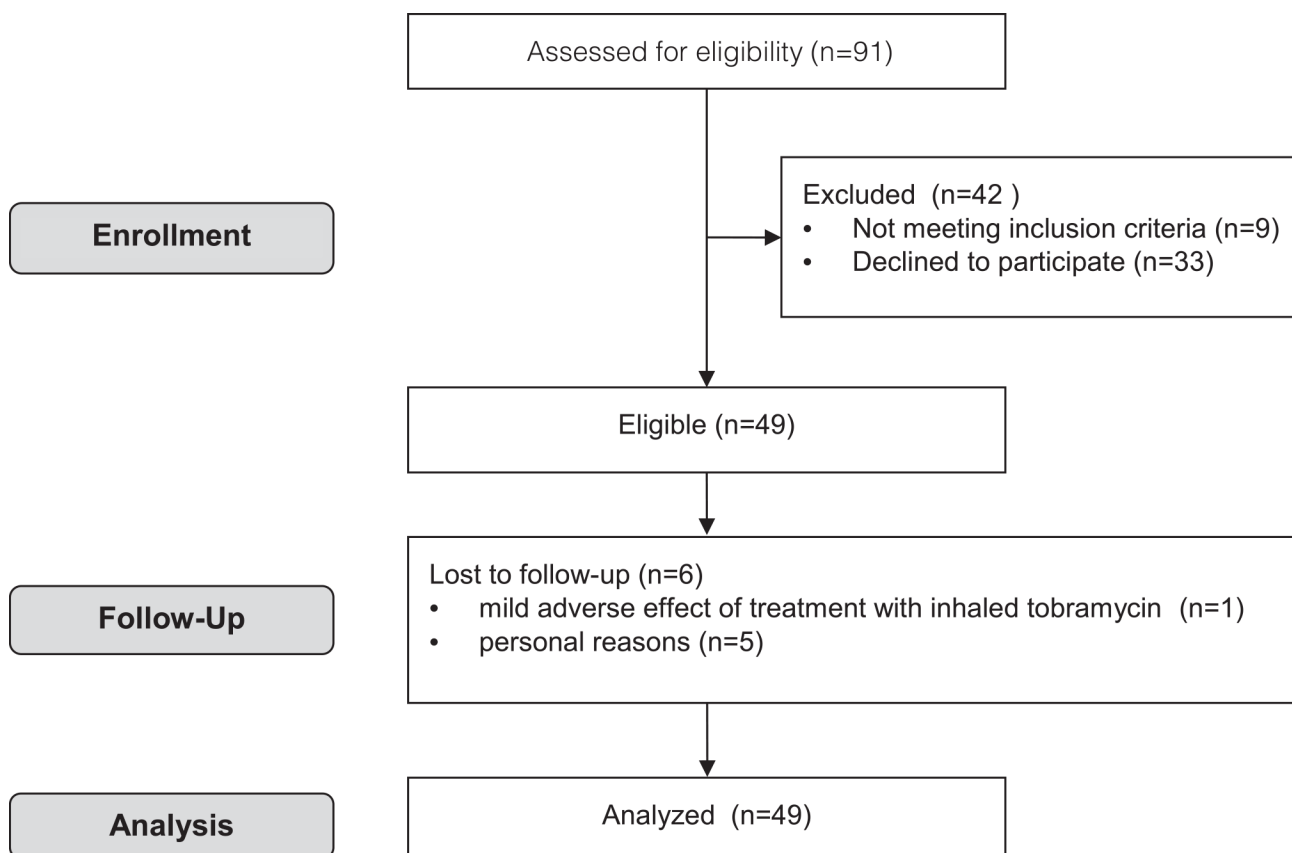 Assessed for eligibility (n=91)
Enrollment
Excluded  (n=42 )
• Not meeting inclusion criteria (n=9)
• Declined to participate (n=33)
Eligible (n=49)
Follow-Up
Lost to follow-up (n=6)
• mild adverse effect of treatment with inhaled tobramycin  (n=1)
• personal reasons (n=5)
Analysis
Analyzed  (n=49)